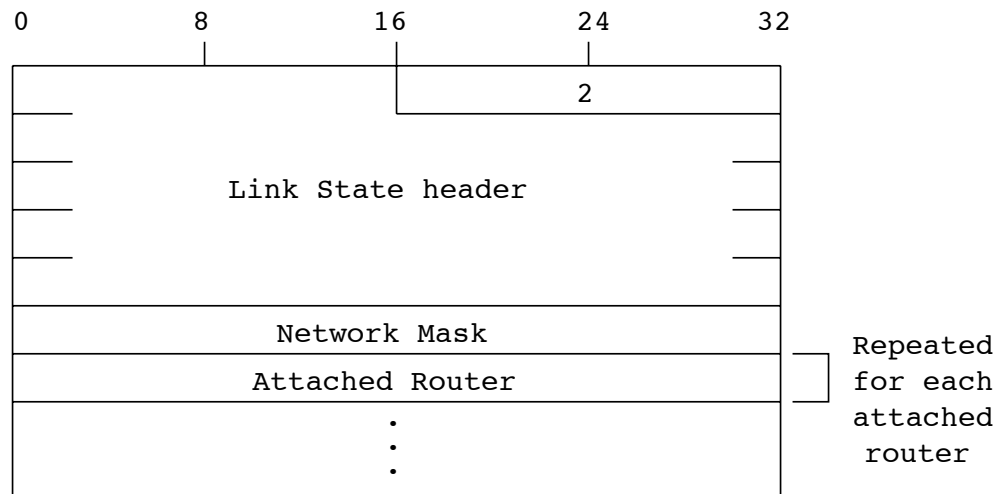 0 8 16 24 32
2
Link State header
Network Mask
Attached Router
Repeated
for each
attached
router